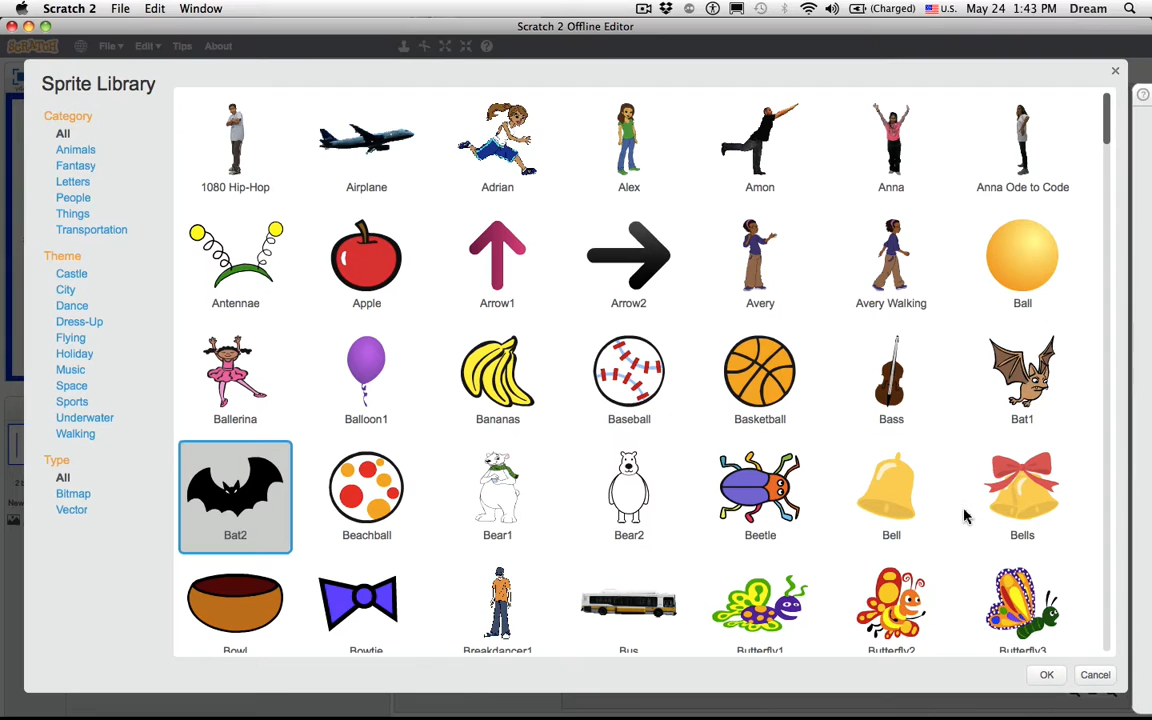 Scratch 2 File Edit Window (Charged) U.S. May 24 1:43 PM Dream
Scratch 2 Offline Editor
SCRATCH File Edit Tips About
Sprite Library
Category
All
Animals
Fantasy
Letters
People
Things
Transportation
Theme
Castle
City
Dance
Dress-Up
Flying
Holiday
Music
Space
Sports
Underwater
Walking
Type
All
Bitmap
Vector
1080 Hip-Hop Airplane Adrian Alex Amon Anna Anna Ode to Code
Antennae Apple Arrow1 Arrow2 Avery Avery Walking Ball
Ballerina Balloon1 Bananas Baseball Basketball Bass Bat1
Bat2 Beachball Bear1 Bear2 Beetle Bell Bells
Bowl Bowtie Breakdancer1 Bus Butterfly1 Butterfly2 Butterfly3
OK Cancel